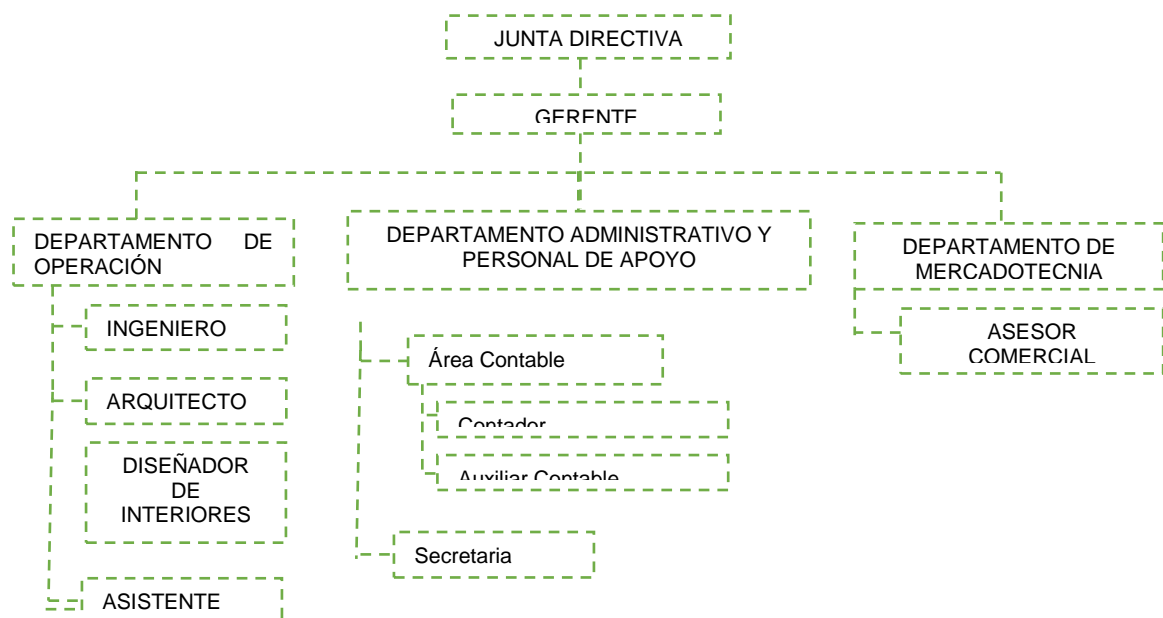 JUNTA DIRECTIVA
GERENTE
DEPARTAMENTO DE
OPERACIÓN
INGENIERO
ARQUITECTO
DISEÑADOR
DE
INTERIORES
ASISTENTE
DEPARTAMENTO ADMINISTRATIVO Y
PERSONAL DE APOYO
Área Contable
Contador
Auxiliar Contable
Secretaria
DEPARTAMENTO DE
MERCADOTECNIA
ASESOR
COMERCIAL